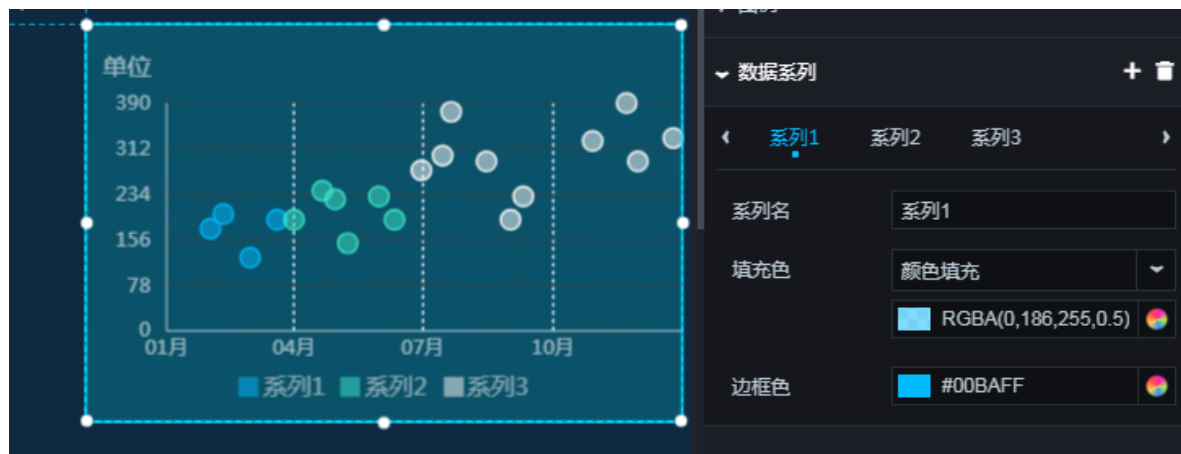 单位
390
312
234
156
78
0
01月 04月 07月 10月
系列1 系列2 系列3
数据系列
系列1 系列2 系列3
系列名 系列1
填充色 颜色填充
RGBA(0,186,255,0.5)
边框色 #00BAFF